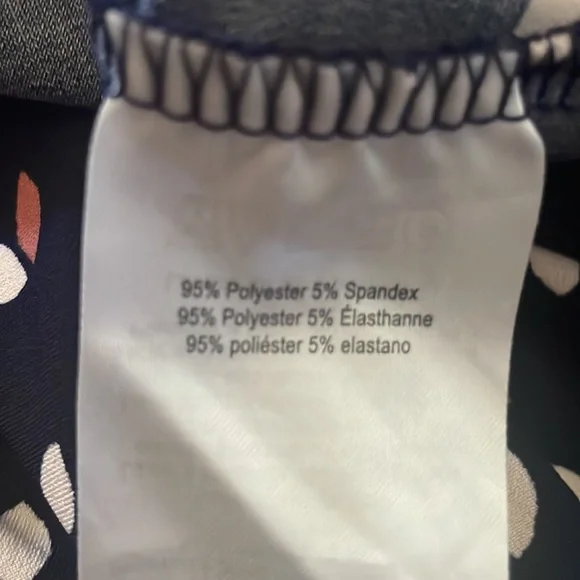 95% Polyester 5% Spandex
95% Polyester 5% Élasthanne
95% poliéster 5% elastano